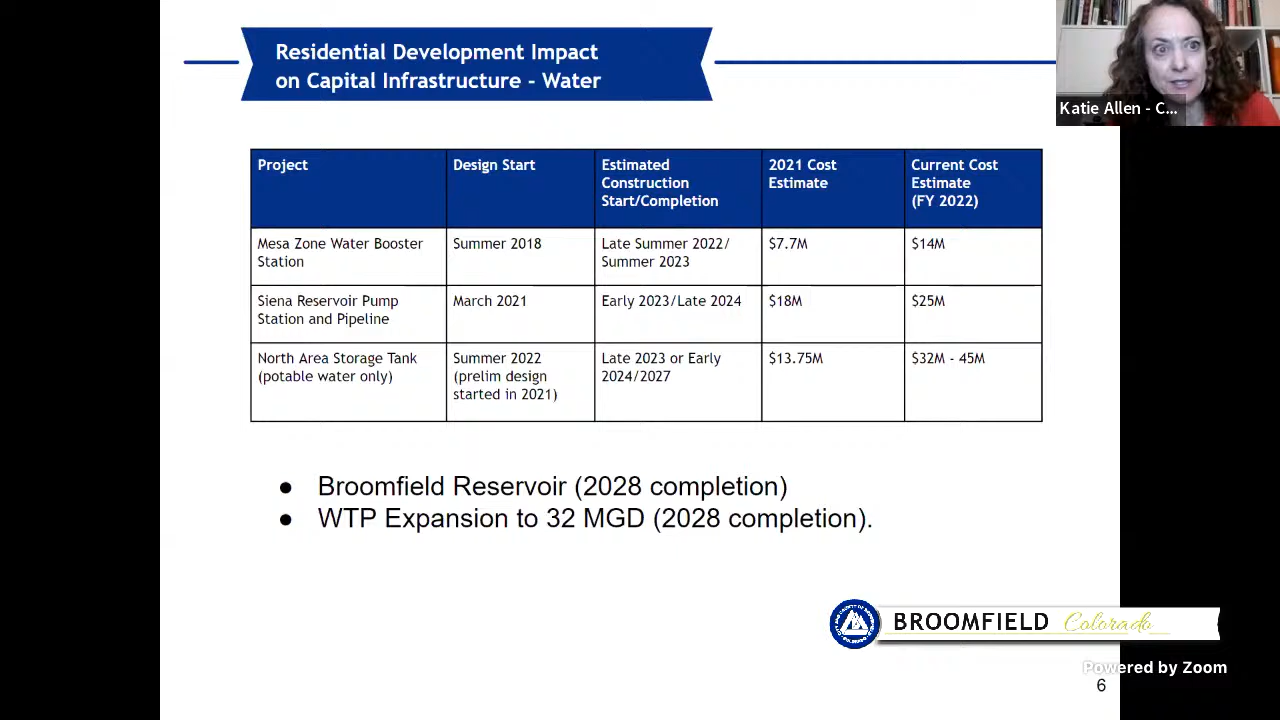 Residential Development Impact
on Capital Infrastructure - Water
Katie Allen - C...
Project
Design Start
Estimated
Construction
Start/Completion
2021 Cost
Estimate
Current Cost
Estimate
(FY 2022)
Mesa Zone Water Booster
Station
Summer 2018
Late Summer 2022/
Summer 2023
$7.7M
$14M
Siena Reservoir Pump
Station and Pipeline
March 2021
Early 2023/Late 2024
$18M
$25M
North Area Storage Tank
(potable water only)
Summer 2022
(prelim design
started in 2021)
Late 2023 or Early
2024/2027
$13.75M
$32M - 45M
● Broomfield Reservoir (2028 completion)
● WTP Expansion to 32 MGD (2028 completion).
BROOMFIELD Colorado
Powered by Zoom
6